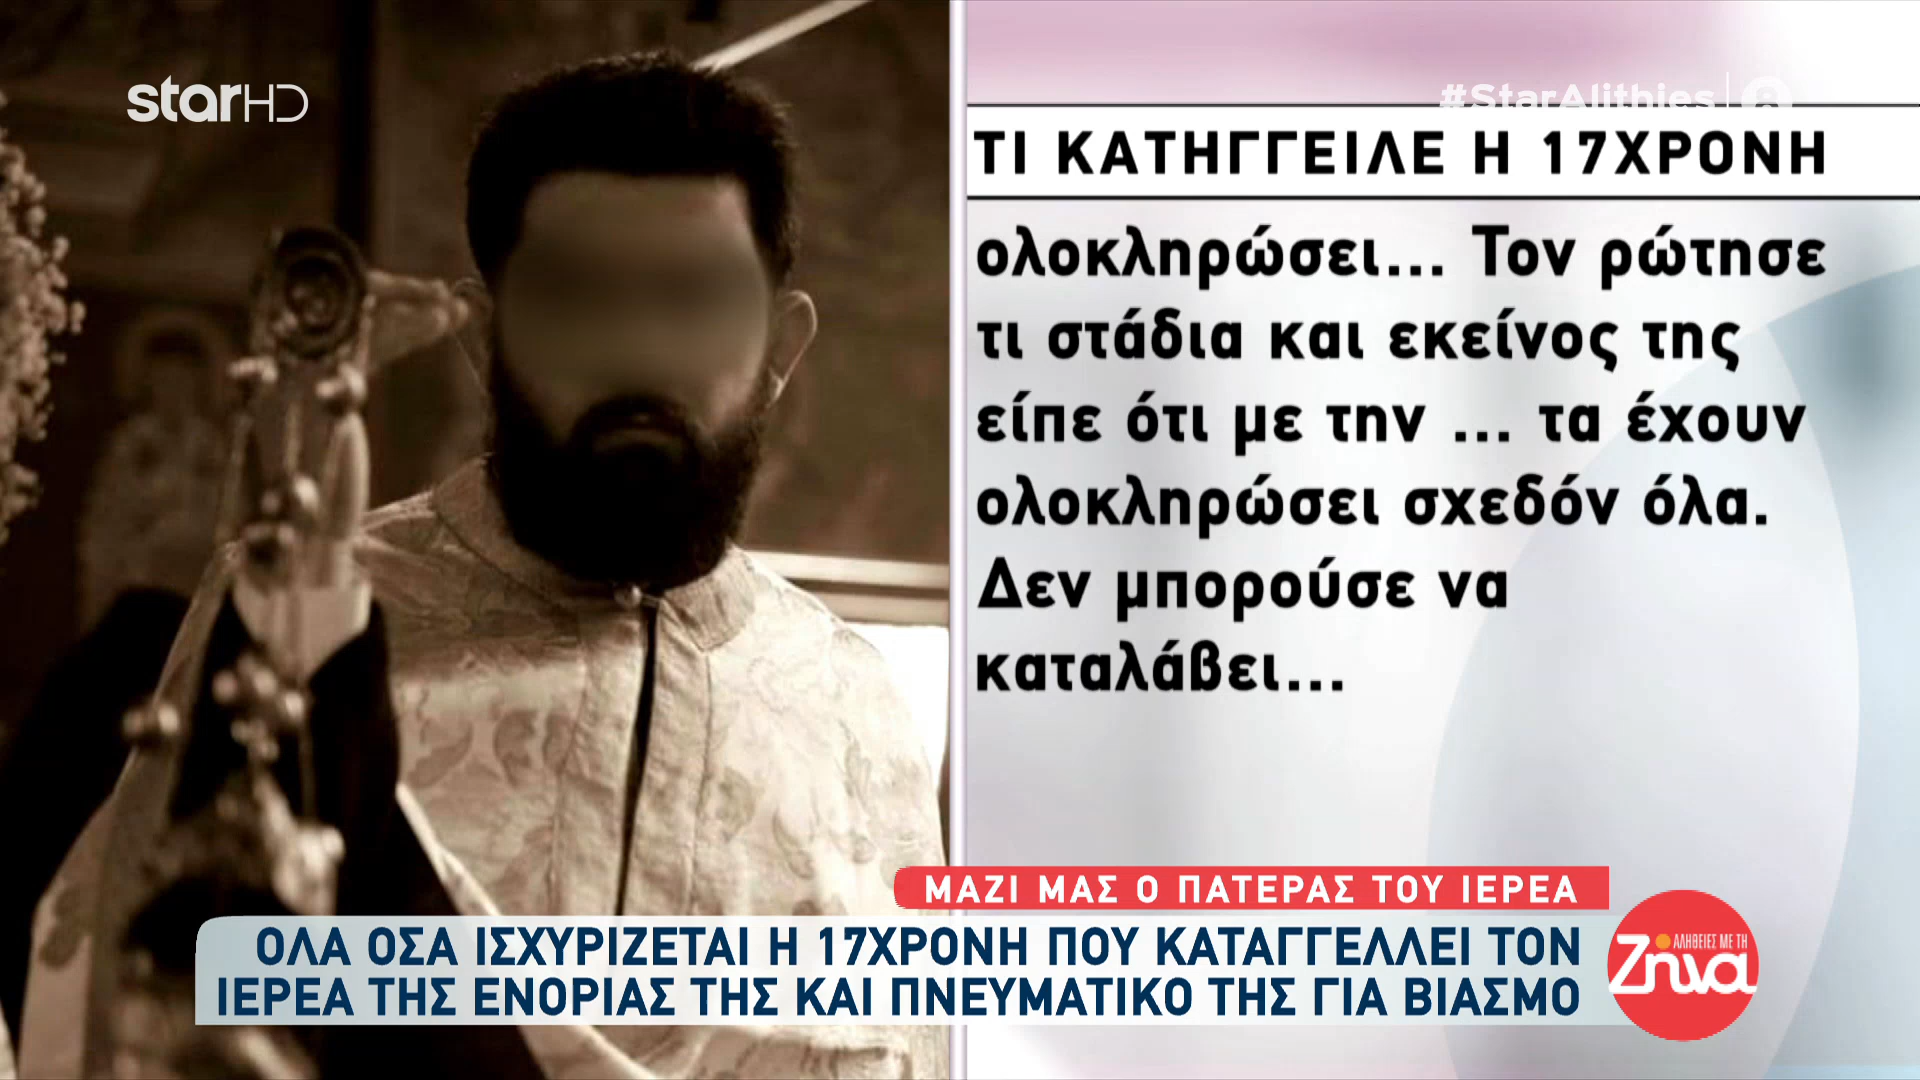 starHD
#StarAlithies
ΤΙ ΚΑΤΗΓΓΕΙΛΕ Η 17ΧΡΟΝΗ
ολοκληρώσει... Τον ρώτησε
τι στάδια και εκείνος της
είπε ότι με την ... τα έχουν
ολοκληρώσει σχεδόν όλα.
Δεν μπορούσε να
καταλάβει...
ΜΑΖΙ ΜΑΣ Ο ΠΑΤΕΡΑΣ ΤΟΥ ΙΕΡΕΑ
ΟΛΑ ΟΣΑ ΙΣΧΥΡΙΖΕΤΑΙ Η 17ΧΡΟΝΗ ΠΟΥ ΚΑΤΑΓΓΕΛΛΕΙ ΤΟΝ
ΙΕΡΕΑ ΤΗΣ ΕΝΟΡΙΑΣ ΤΗΣ ΚΑΙ ΠΝΕΥΜΑΤΙΚΟ ΤΗΣ ΓΙΑ ΒΙΑΣΜΟ
ΑΛΗΘΕΙΕΣ ΜΕ ΤΗ
Ζήνα